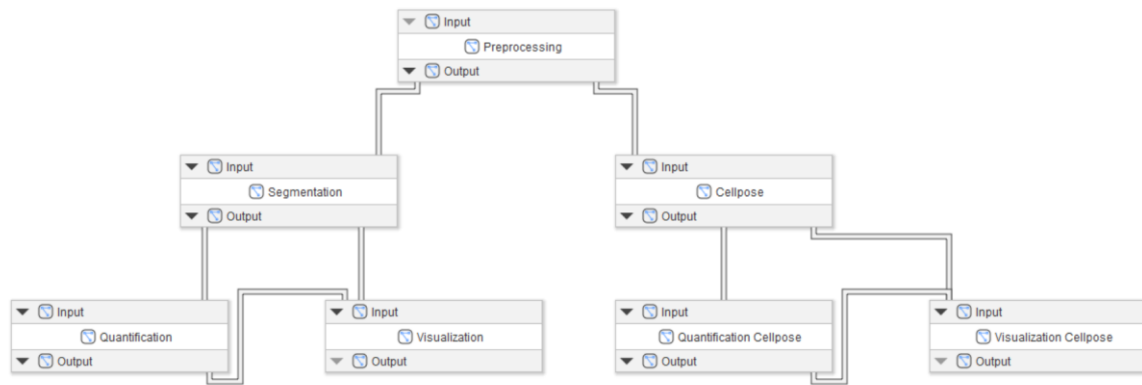 Input
Preprocessing
Output
Input
Segmentation
Output
Input
Cellpose
Output
Input
Quantification
Output
Input
Visualization
Output
Input
Quantification Cellpose
Output
Input
Visualization Cellpose
Output